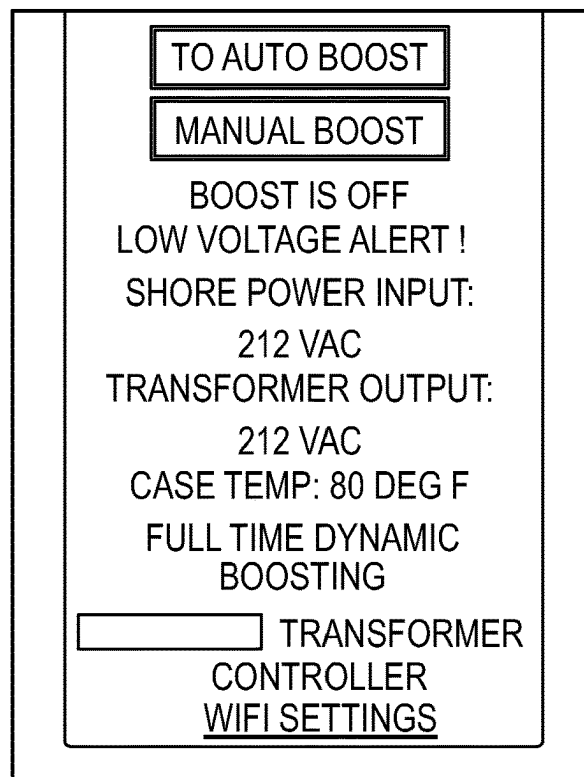 TO AUTO BOOST
MANUAL BOOST
BOOST IS OFF
LOW VOLTAGE ALERT !
SHORE POWER INPUT:
212 VAC
TRANSFORMER OUTPUT:
212 VAC
CASE TEMP: 80 DEG F
FULL TIME DYNAMIC
BOOSTING
TRANSFORMER
CONTROLLER
WIFI SETTINGS